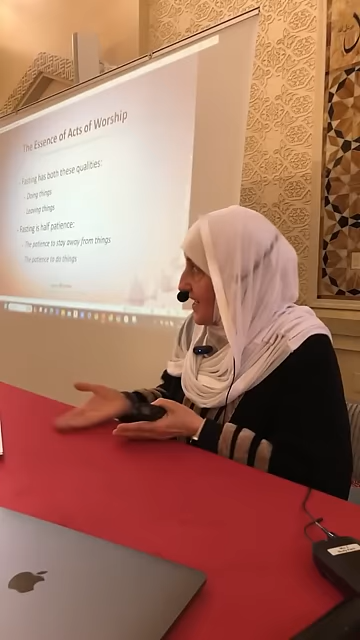 The Essence of Acts of Worship
- Fasting has both these qualities:
- Doing things
- Leaving things
- Fasting is half patience:
- The patience to stay away from things
The patience to do things